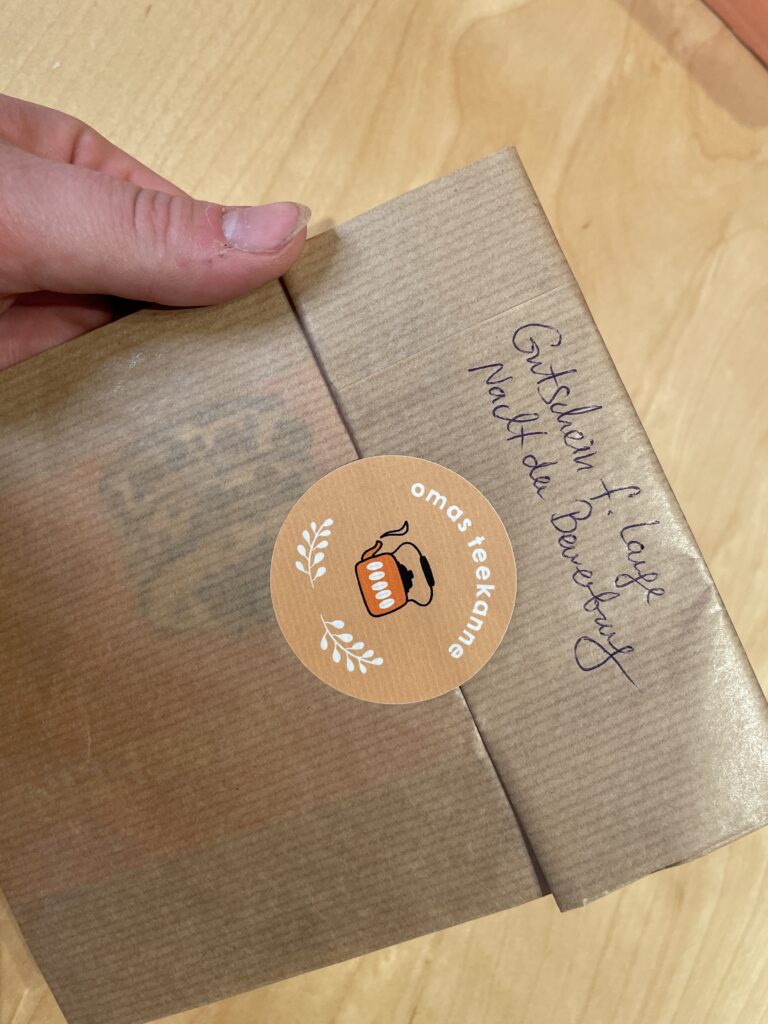 Gutschein f. Lange
Nacht der Bewerbung
omas teekanne